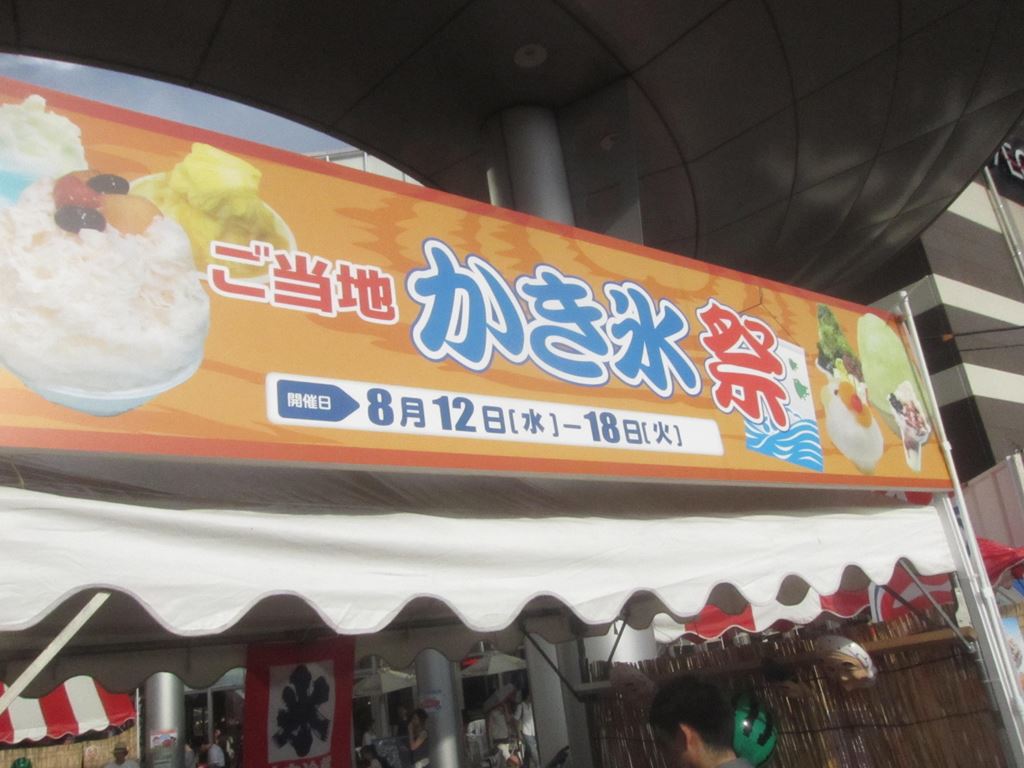 ご当地 かき氷 祭
開催日 8月12日[水]－18日[火]
氷